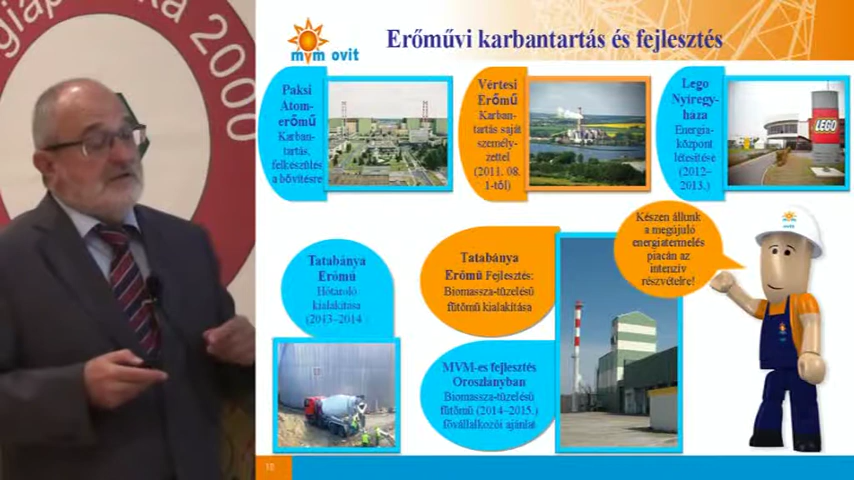 giapo
ka 2000
mvm ovit
Erőművi karbantartás és fejlesztés
Paksi
Atom-
erőmű
Karban-
tartás,
felkészülés
a bővítésre
Vértesi
Erőmű
Karban-
tartás saját
személy-
zettel
(2011. 08.
1-től)
Lego
Nyíregy-
háza
Energia-
központ
létesítése
(2012–
2013.)
LEGO
Készen állunk
a megújuló
energiatermelés
piacán az
intenzív
részvételre!
Tatabánya
Erőmű
Hőtároló
kialakítása
(2013–2014.)
Tatabánya
Erőmű Fejlesztés:
Biomassza-tüzelésű
fűtőmű kialakítása
MVM-es fejlesztés
Oroszlányban
Biomassza-tüzelésű
fűtőmű (2014–2015.)
fővállalkozói ajánlat
18